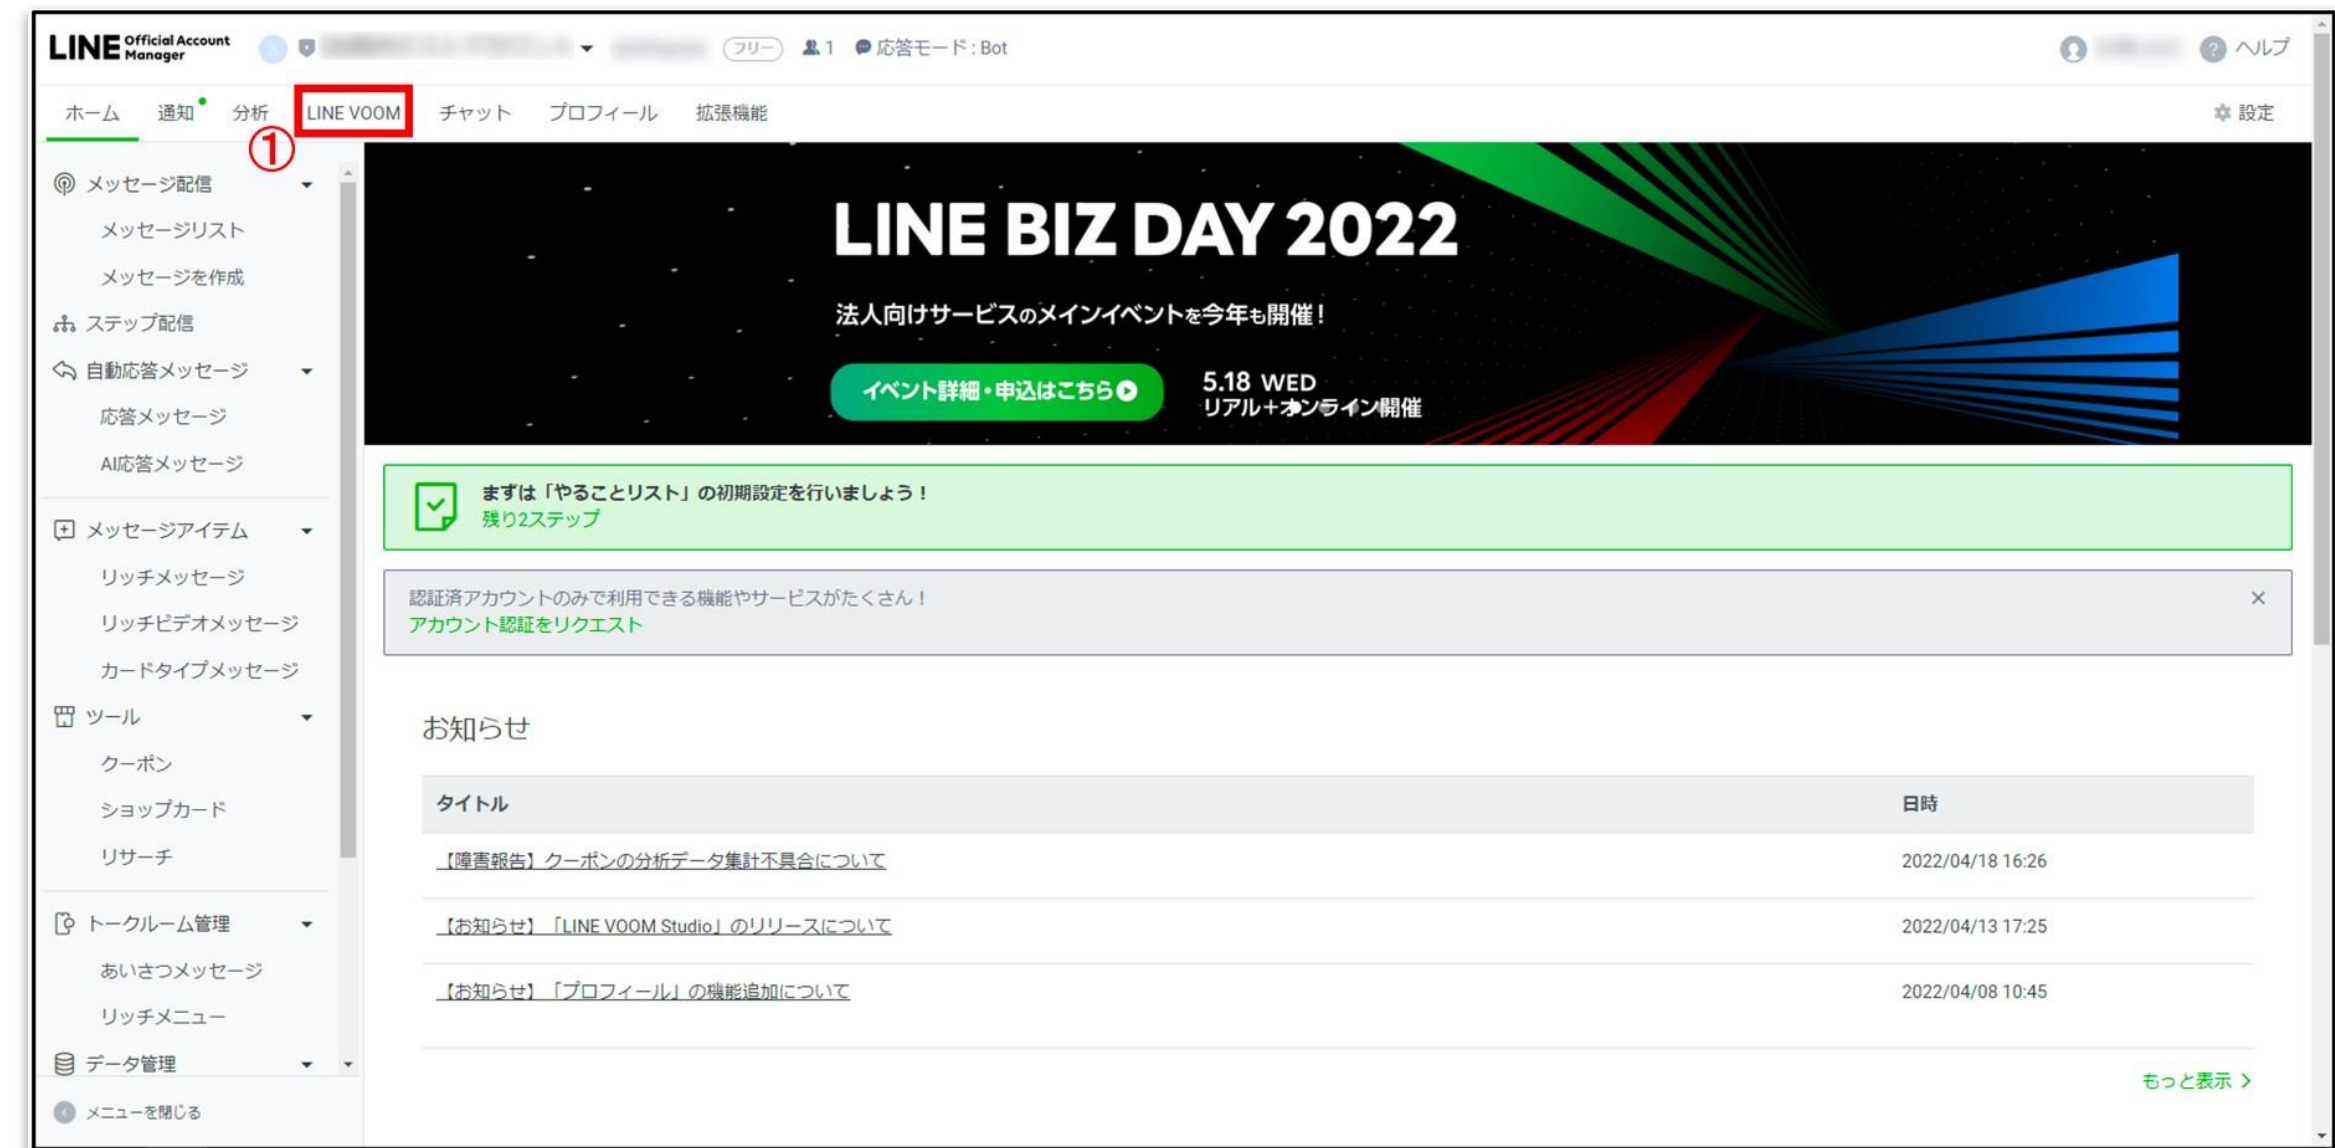 LINE Official Account Manager
フリー
1
応答モード : Bot
ヘルプ
ホーム
通知
分析
LINE VOOM
チャット
プロフィール
拡張機能
設定
①
メッセージ配信
メッセージリスト
メッセージを作成
ステップ配信
自動応答メッセージ
応答メッセージ
AI応答メッセージ
メッセージアイテム
リッチメッセージ
リッチビデオメッセージ
カードタイプメッセージ
ツール
クーポン
ショップカード
リサーチ
トークルーム管理
あいさつメッセージ
リッチメニュー
データ管理
メニューを閉じる
LINE BIZ DAY 2022
法人向けサービスのメインイベントを今年も開催！
イベント詳細・申込はこちら
5.18 WED
リアル＋オンライン開催
まずは「やることリスト」の初期設定を行いましょう！
残り2ステップ
認証済アカウントのみで利用できる機能やサービスがたくさん！
アカウント認証をリクエスト
お知らせ
タイトル
日時
【障害報告】クーポンの分析データ集計不具合について
2022/04/18 16:26
【お知らせ】「LINE VOOM Studio」のリリースについて
2022/04/13 17:25
【お知らせ】「プロフィール」の機能追加について
2022/04/08 10:45
もっと表示